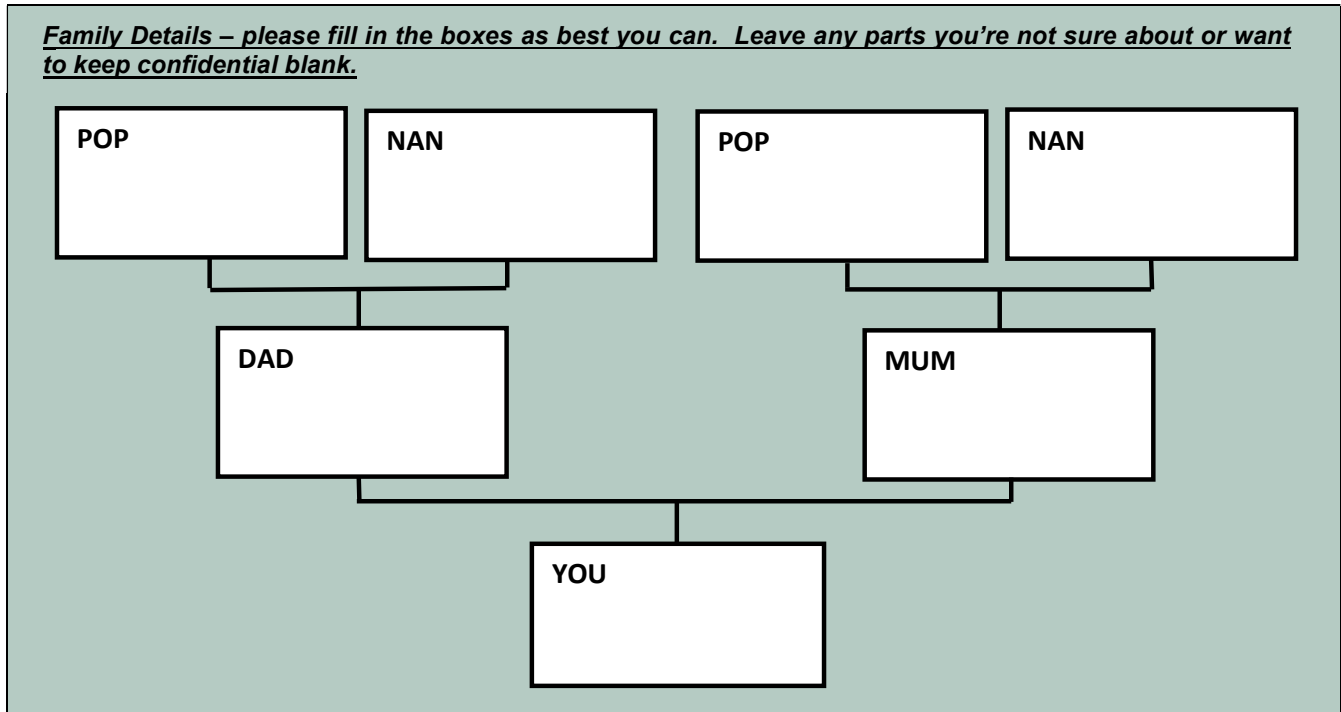 Family Details – please fill in the boxes as best you can.  Leave any parts you’re not sure about or want
to keep confidential blank.
POP
NAN
POP
NAN
DAD
MUM
YOU